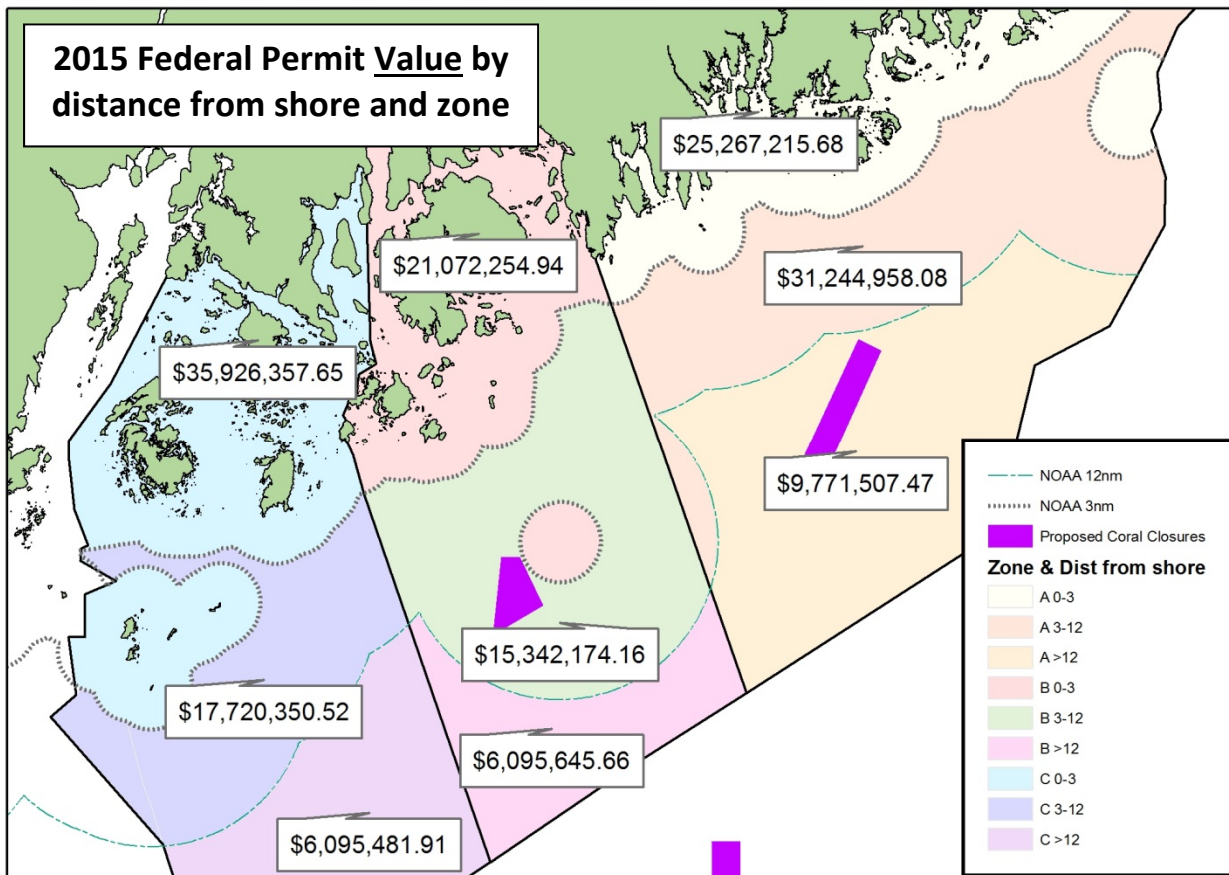 2015 Federal Permit Value by
distance from shore and zone
$25,267,215.68
$21,072,254.94
$31,244,958.08
$35,926,357.65
$9,771,507.47
$15,342,174.16
$17,720,350.52
$6,095,645.66
$6,095,481.91
NOAA 12nm
NOAA 3nm
Proposed Coral Closures
Zone & Dist from shore
A 0-3
A 3-12
A >12
B 0-3
B 3-12
B >12
C 0-3
C 3-12
C >12